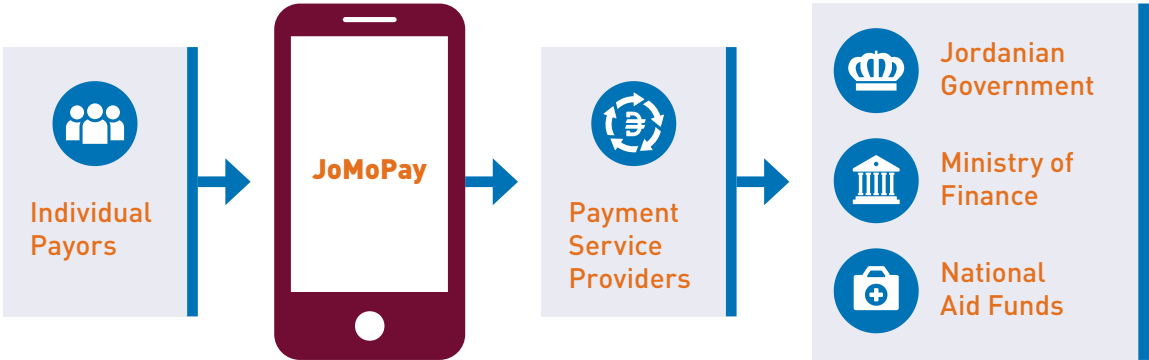 Individual
Payors
JoMoPay
Payment
Service
Providers
Jordanian
Government
Ministry of
Finance
National
Aid Funds